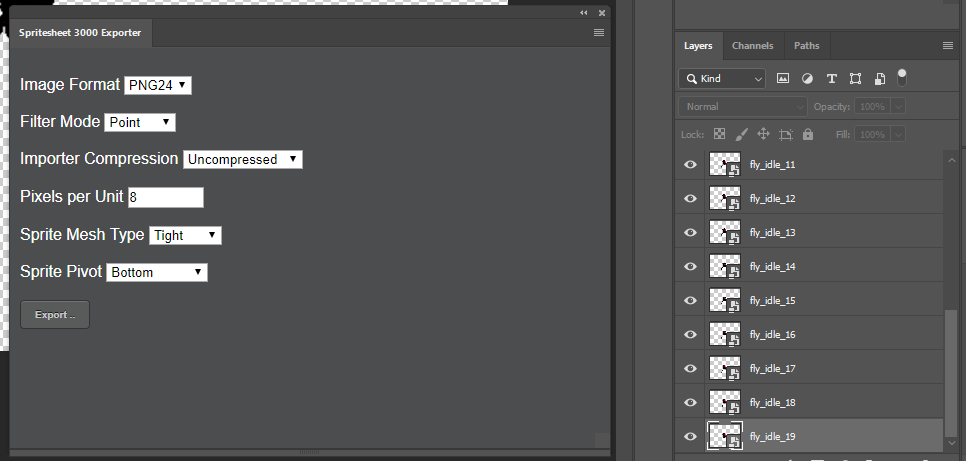 Spritesheet 3000 Exporter
Image Format PNG24
Filter Mode Point
Importer Compression Uncompressed
Pixels per Unit 8
Sprite Mesh Type Tight
Sprite Pivot Bottom
Export ..
Layers Channels Paths
Kind T
Normal Opacity: 100%
Lock: Fill: 100%
fly_idle_11
fly_idle_12
fly_idle_13
fly_idle_14
fly_idle_15
fly_idle_16
fly_idle_17
fly_idle_18
fly_idle_19